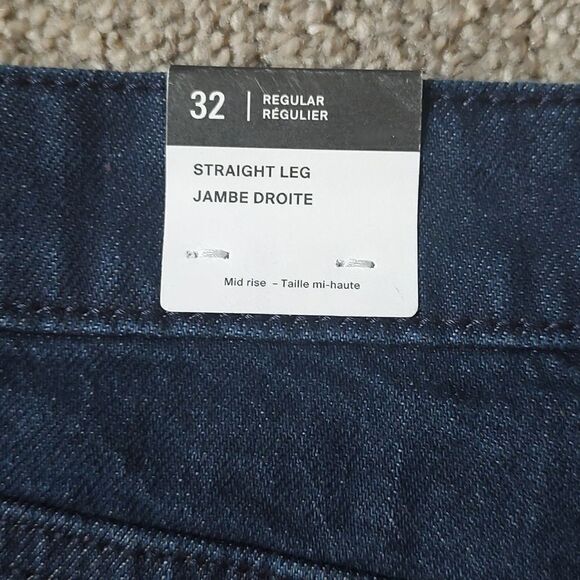 32 | REGULAR
RÉGULIER
STRAIGHT LEG
JAMBE DROITE
Mid rise – Taille mi-haute